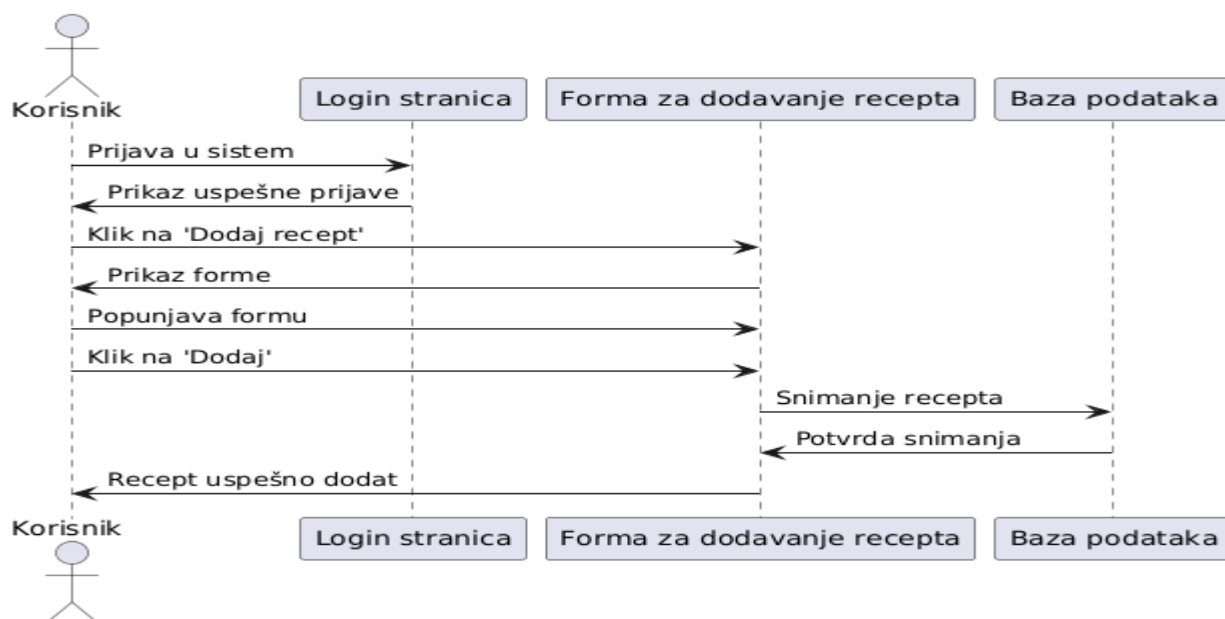 Korisnik
Login stranica
Forma za dodavanje recepta
Baza podataka
Prijava u sistem
Prikaz uspešne prijave
Klik na 'Dodaj recept'
Prikaz forme
Popunjava formu
Klik na 'Dodaj'
Snimanje recepta
Potvrda snimanja
Recept uspešno dodat
Korisnik
Login stranica
Forma za dodavanje recepta
Baza podataka